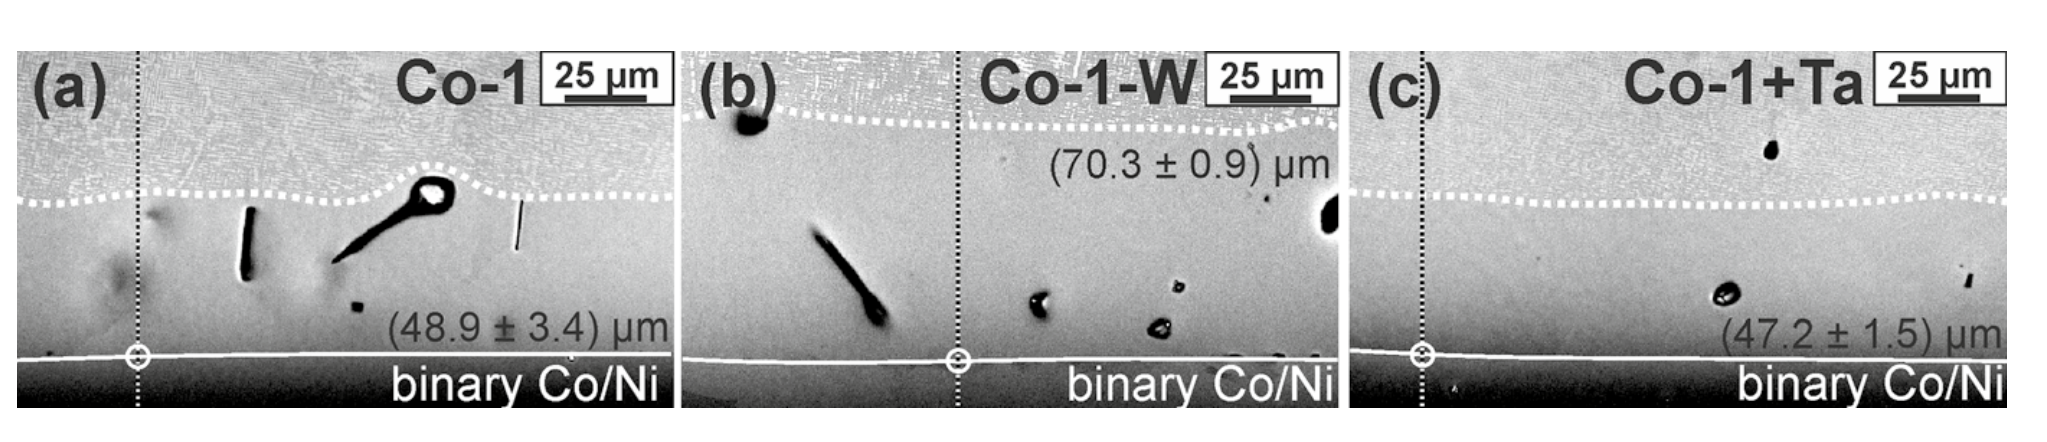 (a) Co-1 25 µm
(48.9 ± 3.4) µm
binary Co/Ni
(b) Co-1-W 25 µm
(70.3 ± 0.9) µm
binary Co/Ni
(c) Co-1+Ta 25 µm
(47.2 ± 1.5) µm
binary Co/Ni